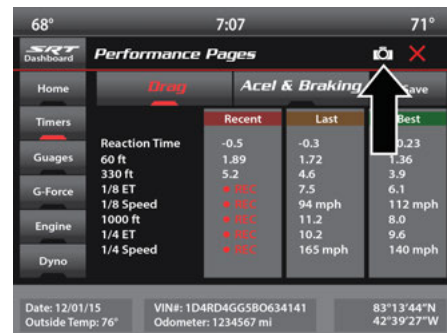 68° 7:07 71°
SRT Dashboard Performance Pages
Home Drag Acel & Braking Save
Timers Recent Last Best
Reaction Time -0.5 -0.3 0.23
60 ft 1.89 1.72 1.36
Guages 330 ft 5.2 4.6 3.9
1/8 ET REC 7.5 6.1
G-Force 1/8 Speed REC 94 mph 112 mph
1000 ft REC 11.2 8.0
Engine 1/4 ET REC 10.2 9.6
1/4 Speed REC 165 mph 140 mph
Dyno
Date: 12/01/15 VIN#: 1D4RD4GG5BO634141 83°13'44"N
Outside Temp: 76° Odometer: 1234567 mi 42°39'27"W